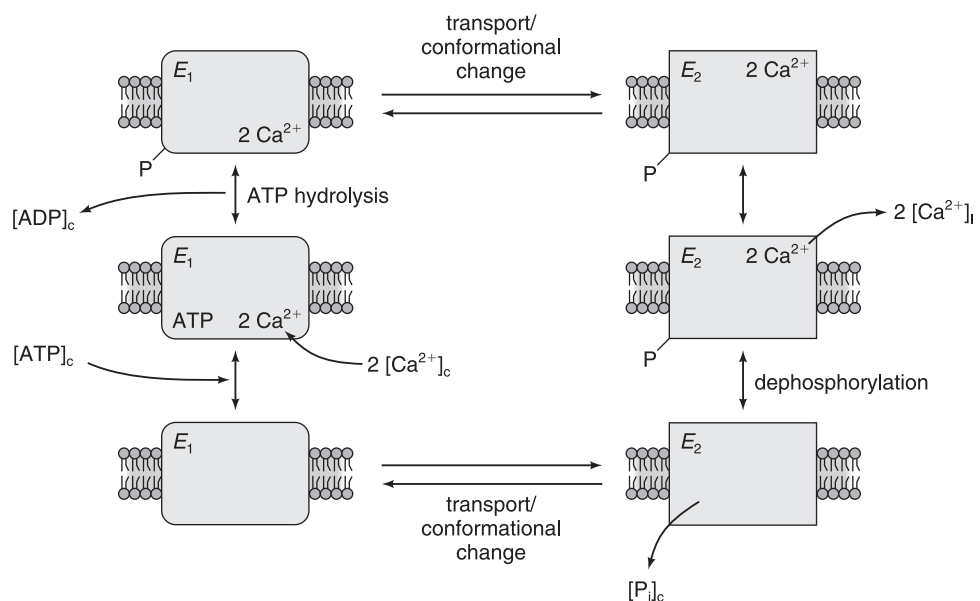 transport/
conformational
change
E₁
2 Ca²⁺
P
E₂ 2 Ca²⁺
P
ATP hydrolysis
[ADP]c
E₁
ATP 2 Ca²⁺
E₂ 2 Ca²⁺
2 [Ca²⁺]l
P
[ATP]c
2 [Ca²⁺]c
dephosphorylation
E₁
E₂
transport/
conformational
change
[Pi]c